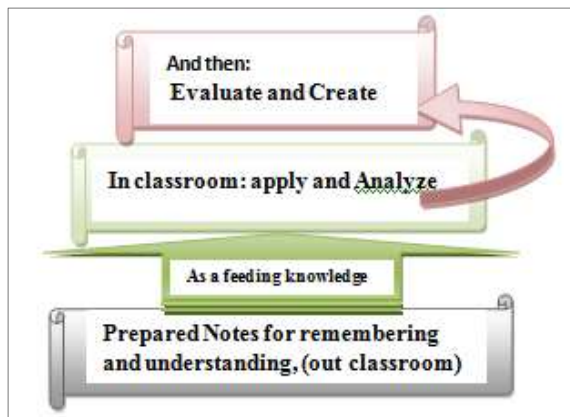 And then:
Evaluate and Create
In classroom: apply and Analyze
As a feeding knowledge
Prepared Notes for remembering
and understanding, (out classroom)